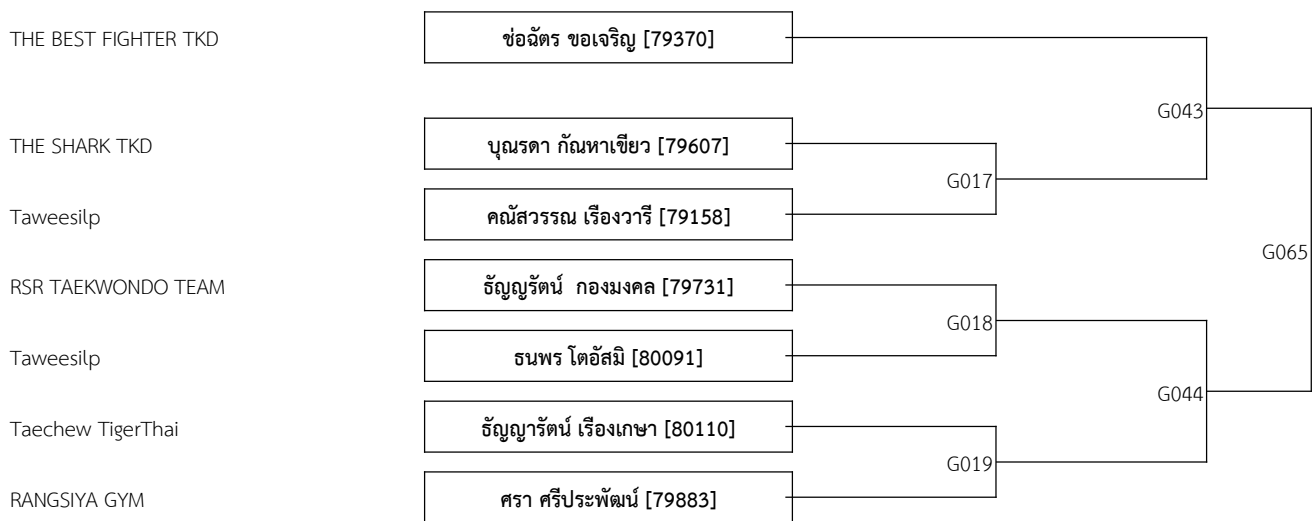 THE BEST FIGHTER TKD ช่อฉัตร ขอเจริญ [79370]
G043
THE SHARK TKD บุณรดา กัณหาเขียว [79607]
G017
Taweesilp คณัสวรรณ เรืองวารี [79158]
G065
RSR TAEKWONDO TEAM ธัญญรัตน์  กองมงคล [79731]
G018
Taweesilp ธนพร โตอัสมิ [80091]
G044
Taechew TigerThai ธัญญารัตน์ เรืองเกษา [80110]
G019
RANGSIYA GYM ศรา ศรีประพัฒน์ [79883]